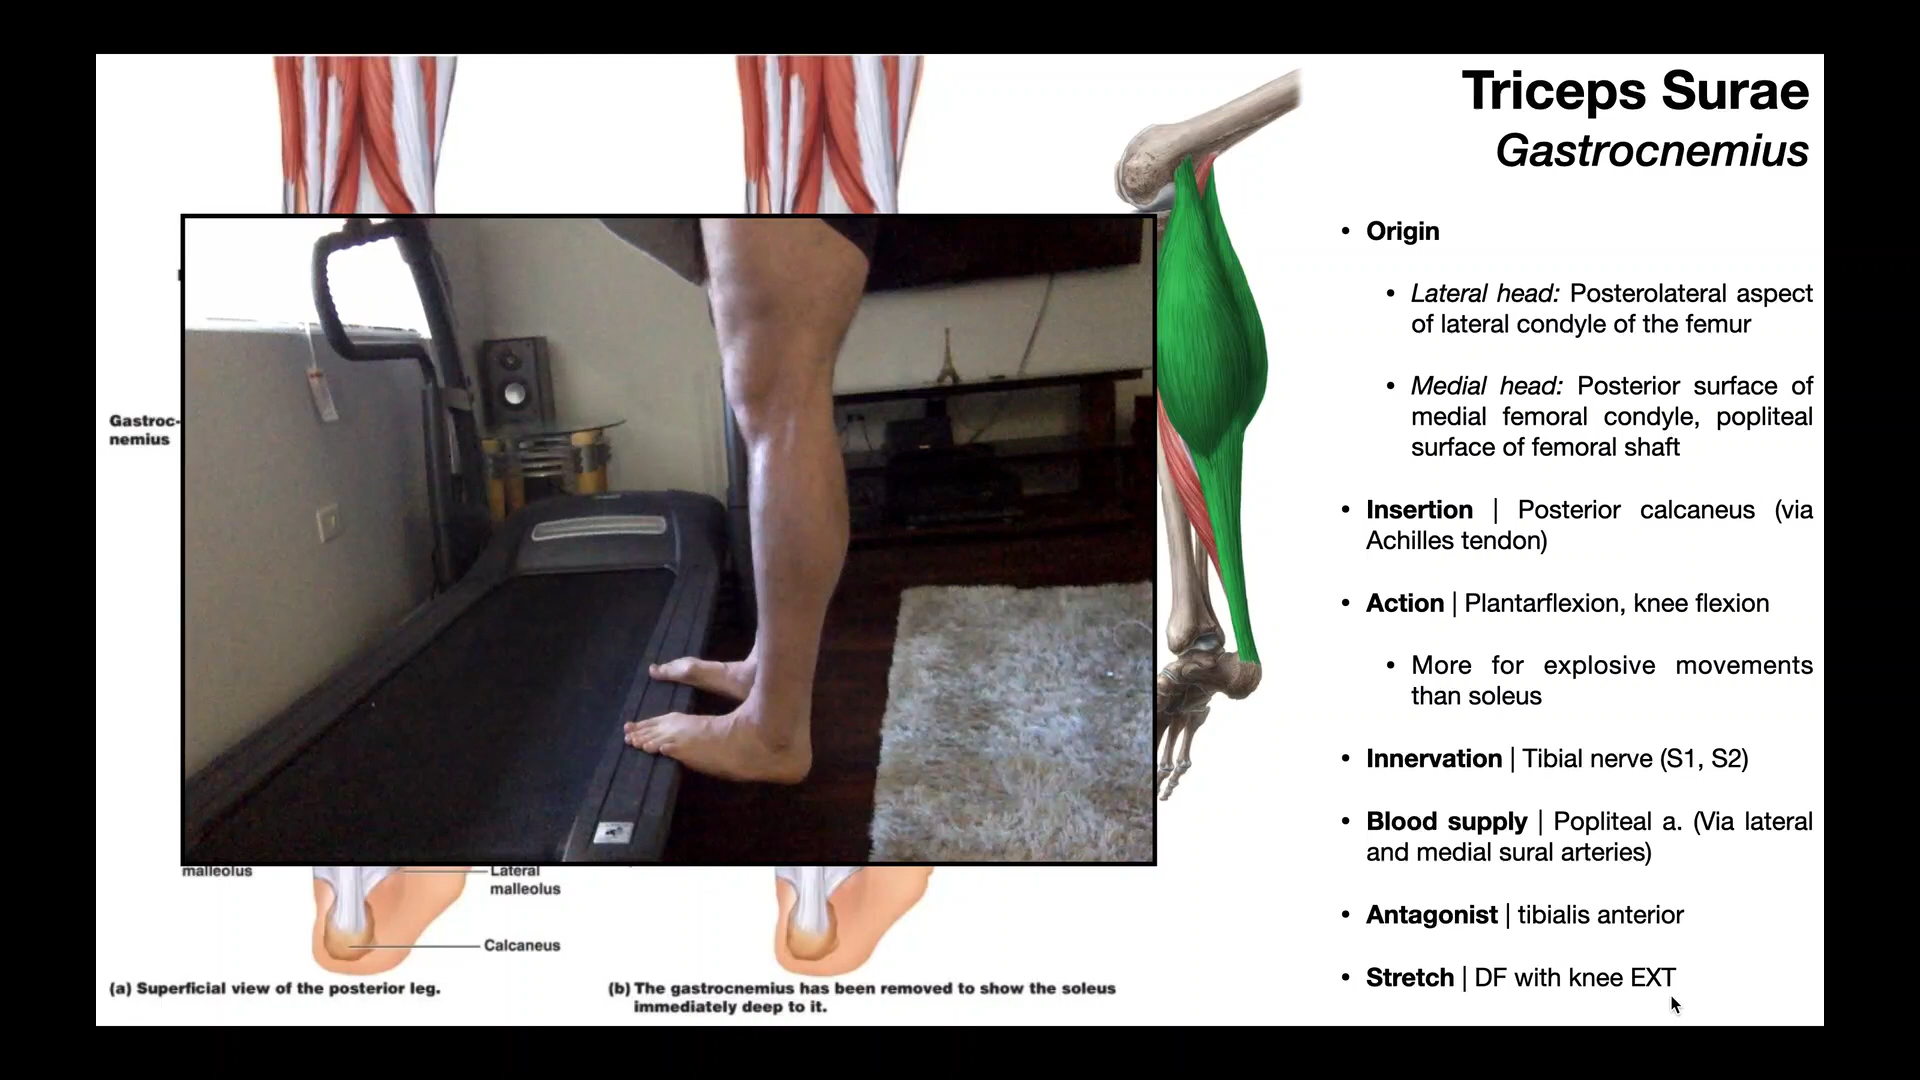 Triceps Surae
Gastrocnemius
• Origin
• Lateral head: Posterolateral aspect
of lateral condyle of the femur
• Medial head: Posterior surface of
medial femoral condyle, popliteal
surface of femoral shaft
• Insertion | Posterior calcaneus (via
Achilles tendon)
• Action | Plantarflexion, knee flexion
• More for explosive movements
than soleus
• Innervation | Tibial nerve (S1, S2)
• Blood supply | Popliteal a. (Via lateral
and medial sural arteries)
• Antagonist | tibialis anterior
• Stretch | DF with knee EXT
Gastroc-
nemius
malleolus
Lateral
malleolus
Calcaneus
(a) Superficial view of the posterior leg.
(b) The gastrocnemius has been removed to show the soleus
immediately deep to it.